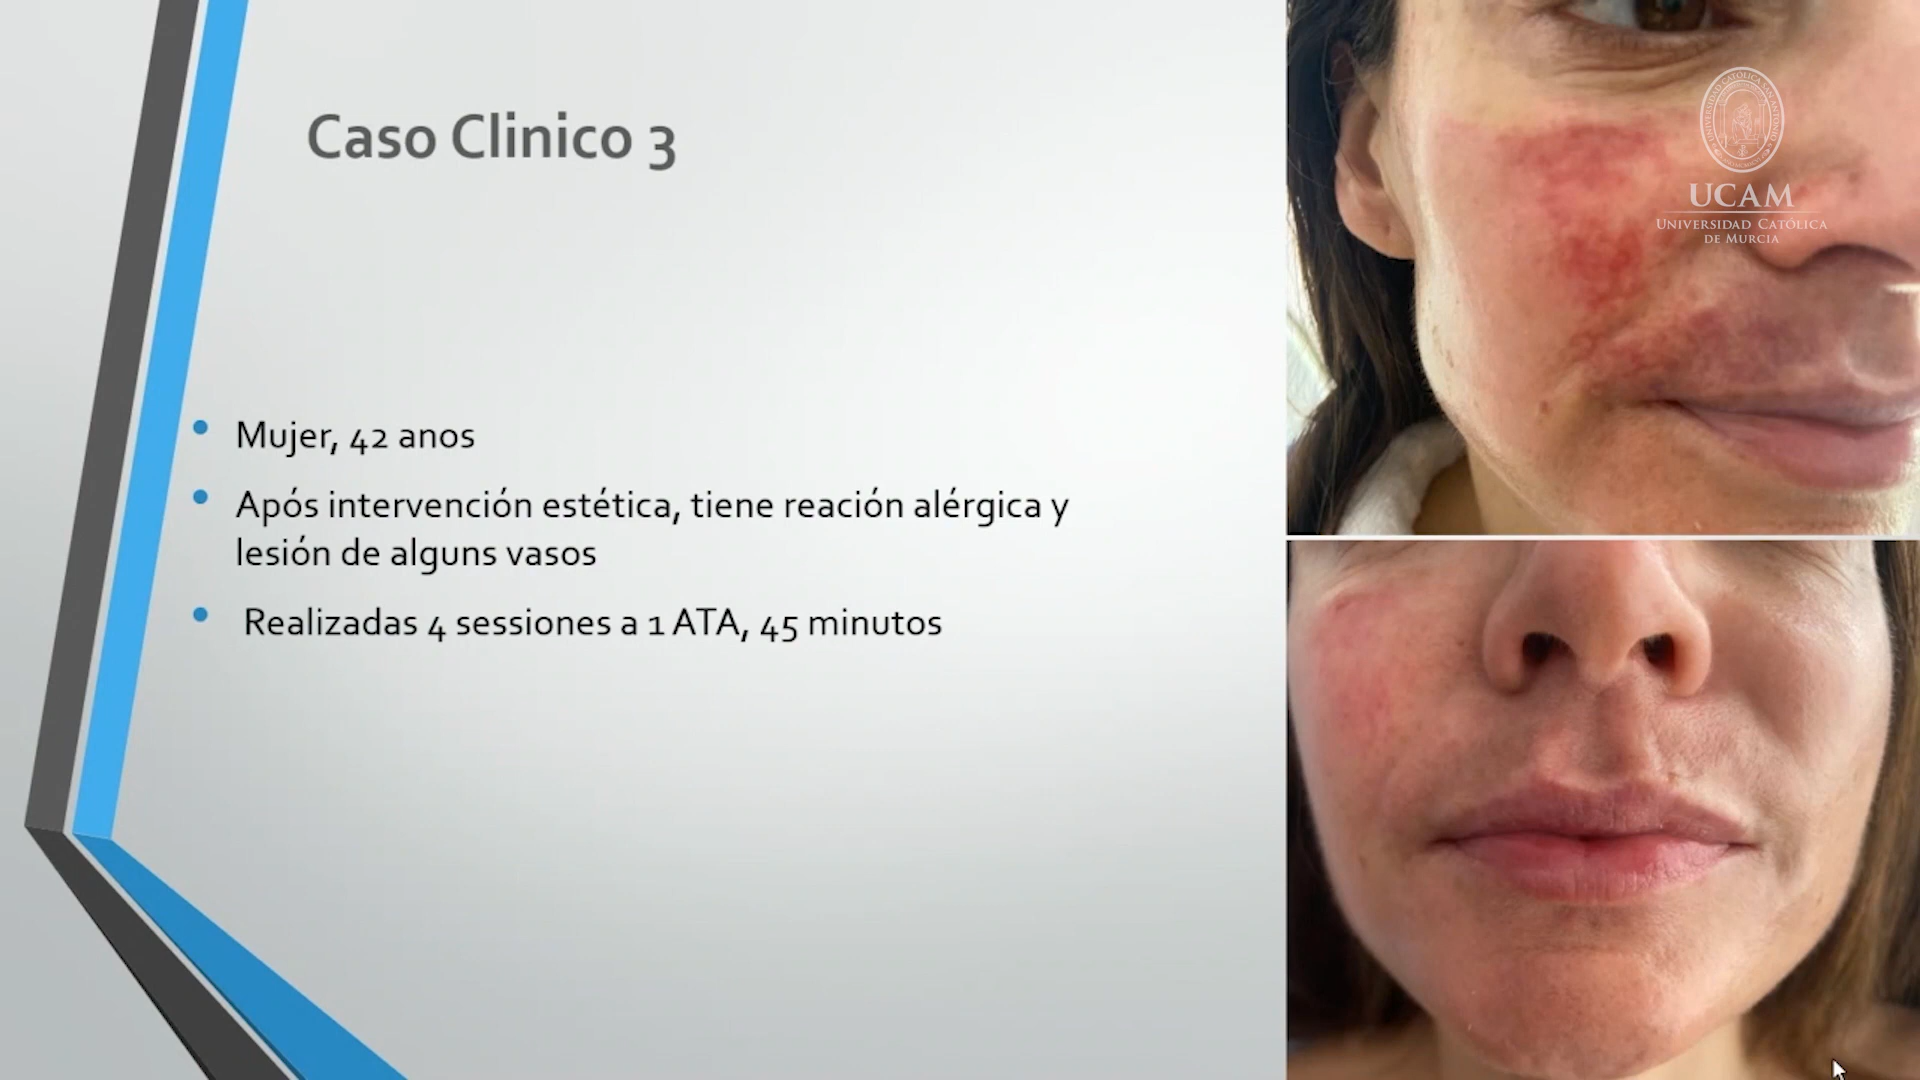 Caso Clinico 3
Mujer, 42 anos
Após intervención estética, tiene reación alérgica y
lesión de alguns vasos
Realizadas 4 sessiones a 1 ATA, 45 minutos
UCAM
UNIVERSIDAD CATÓLICA
DE MURCIA